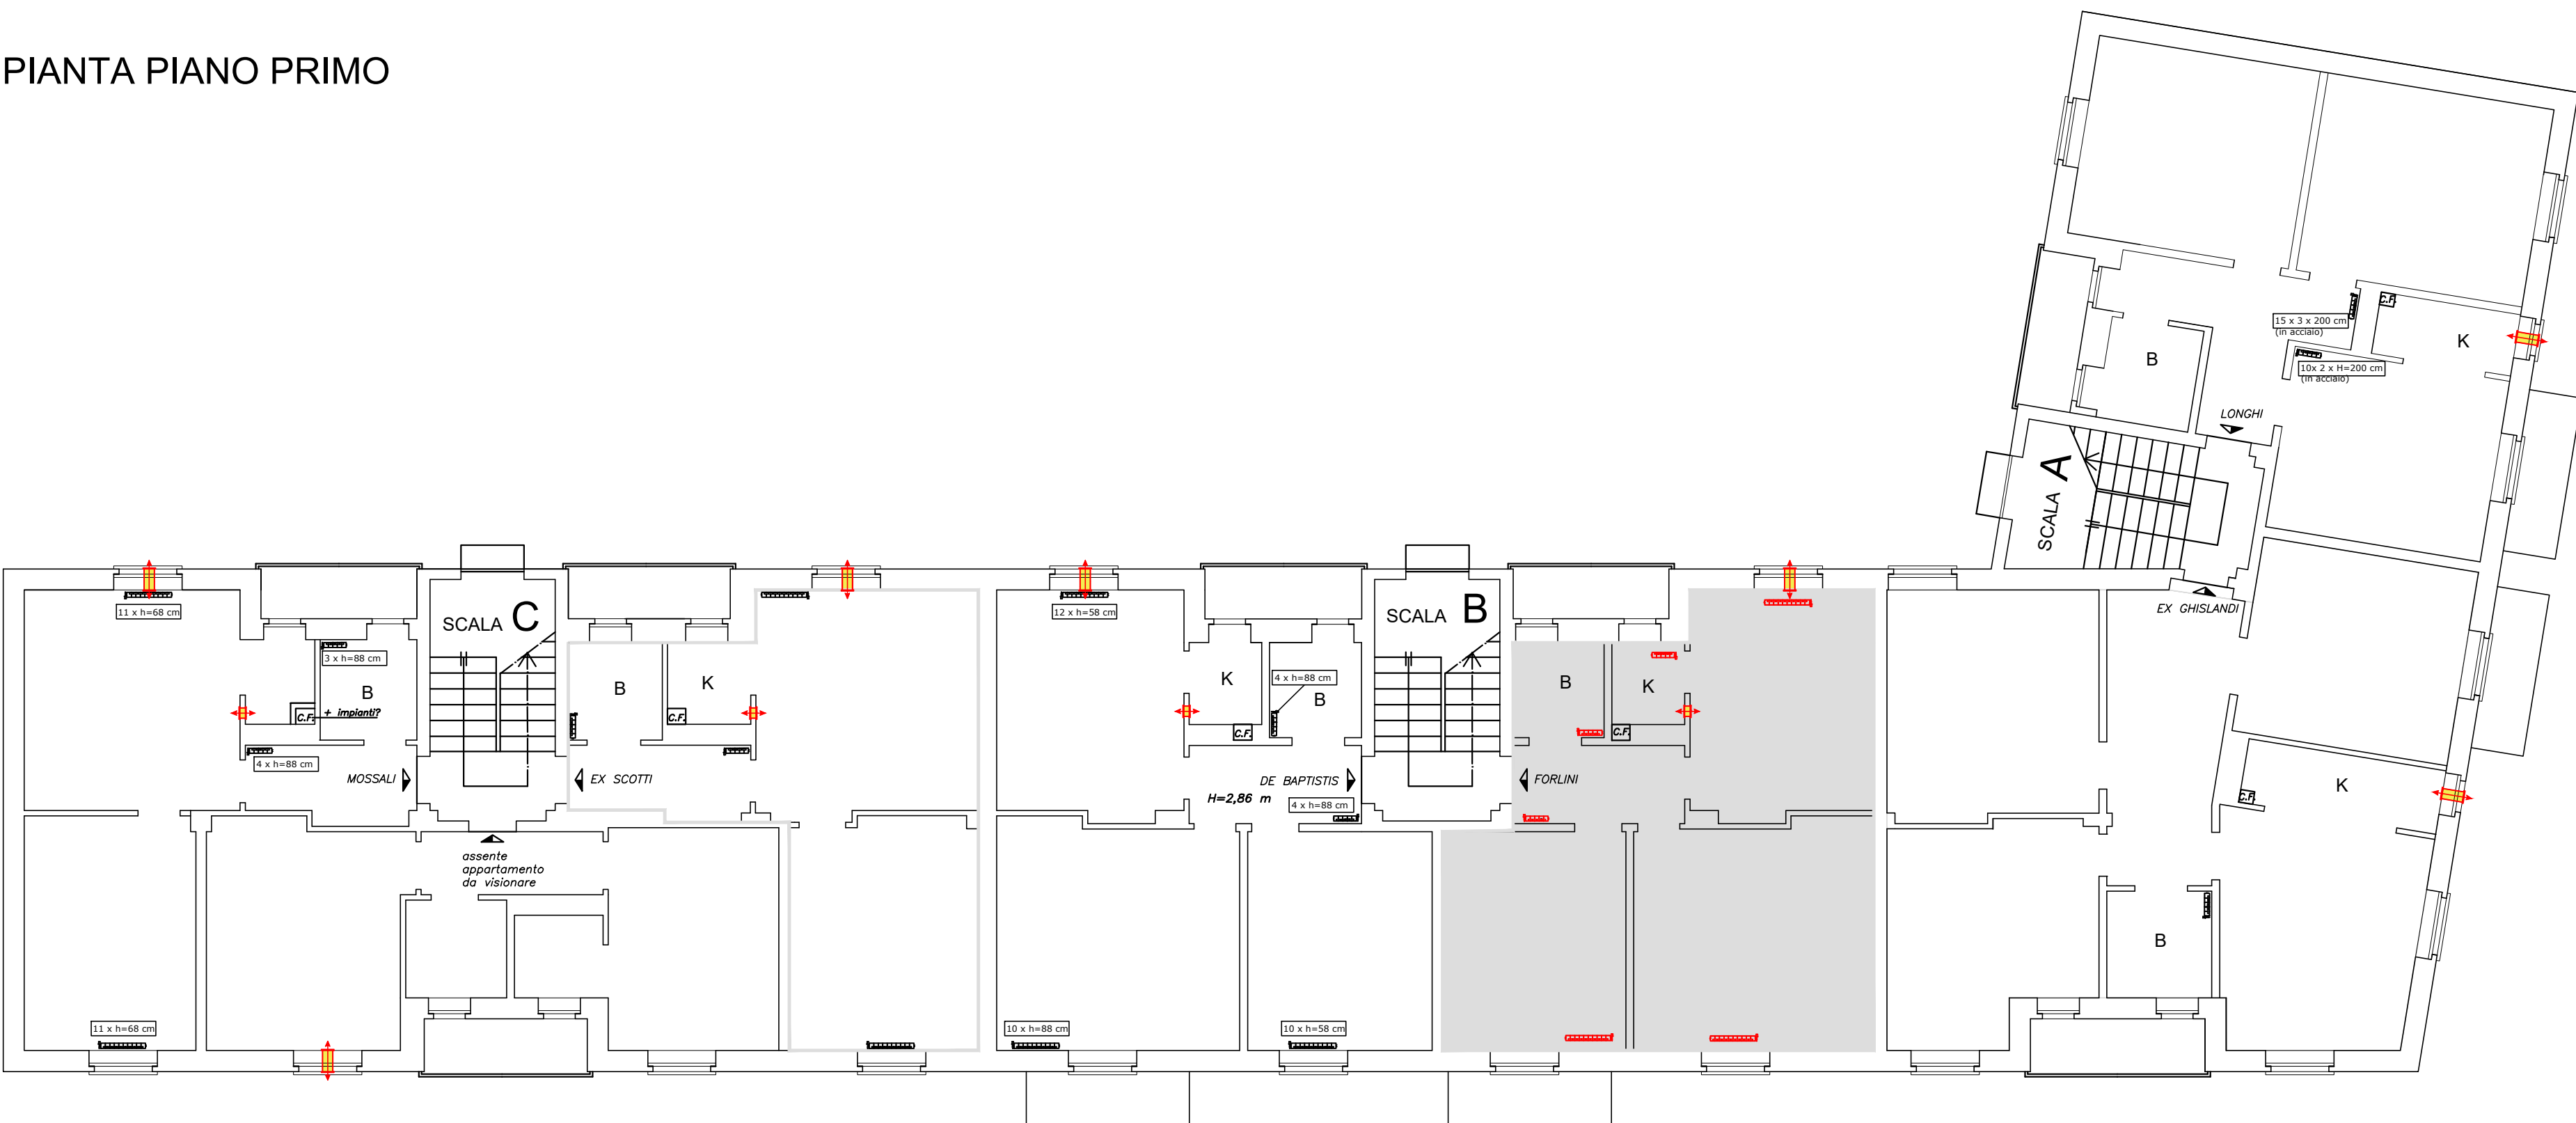 PIANTA PIANO PRIMO
15 x 3 x 200 cm
(in acciaio)
C.F.
K
B
10x 2 x H=200 cm
(in acciaio)
LONGHI
SCALA A
EX GHISLANDI
11 x h=68 cm
SCALA C
12 x h=58 cm
SCALA B
3 x h=88 cm
B
+ impianti?
C.F.
4 x h=88 cm
MOSSALI
B
K
C.F.
EX SCOTTI
K
4 x h=88 cm
B
C.F.
DE BAPTISTIS
H=2,86 m
4 x h=88 cm
B
K
C.F.
FORLINI
K
C.F.
assente
appartamento
da visionare
B
11 x h=68 cm
10 x h=88 cm
10 x h=58 cm